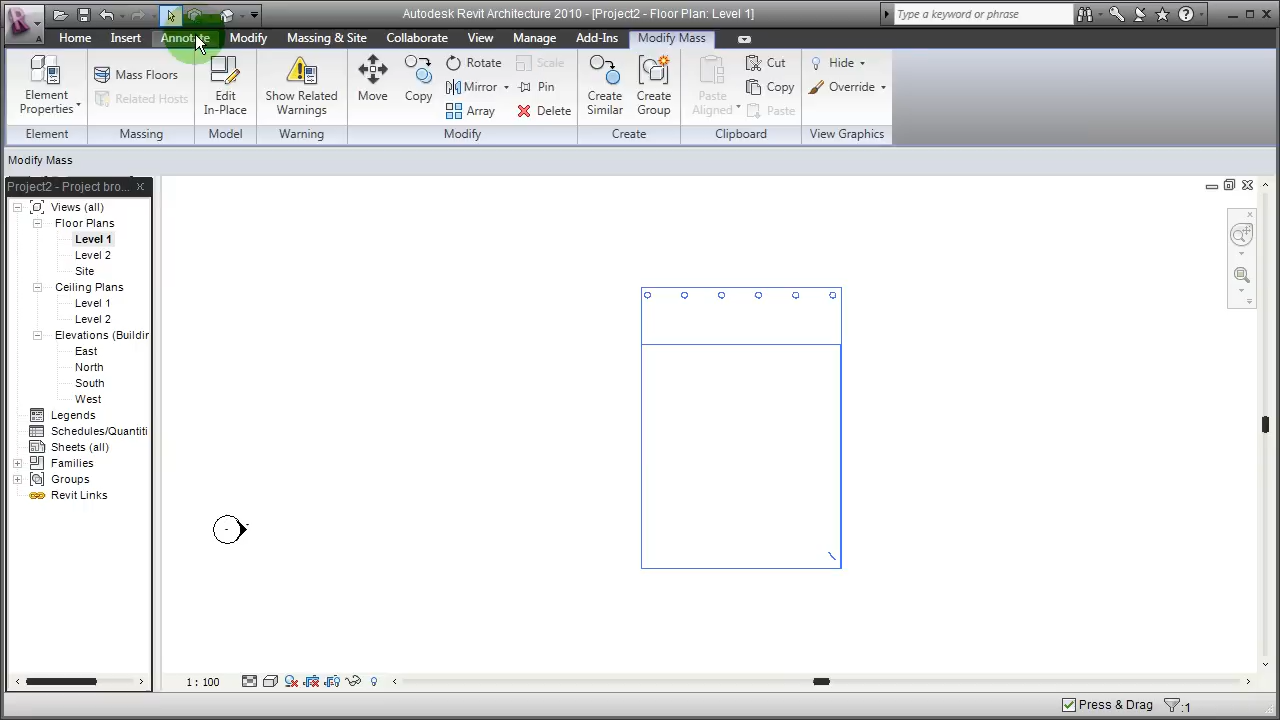 Autodesk Revit Architecture 2010 - [Project2 - Floor Plan: Level 1]
Type a keyword or phrase
Home Insert Annotate Modify Massing & Site Collaborate View Manage Add-Ins Modify Mass
Element Properties
Element
Mass Floors
Related Hosts
Massing
Edit In-Place
Model
Show Related Warnings
Warning
Move
Copy
Rotate
Mirror
Array
Scale
Pin
Delete
Modify
Create Similar
Create Group
Create
Paste Aligned
Cut
Copy
Paste
Clipboard
Hide
Override
View Graphics
Modify Mass
Project2 - Project bro...
Views (all)
Floor Plans
Level 1
Level 2
Site
Ceiling Plans
Level 1
Level 2
Elevations (Buildir
East
North
South
West
Legends
Schedules/Quantiti
Sheets (all)
Families
Groups
Revit Links
1 : 100
Press & Drag
:1